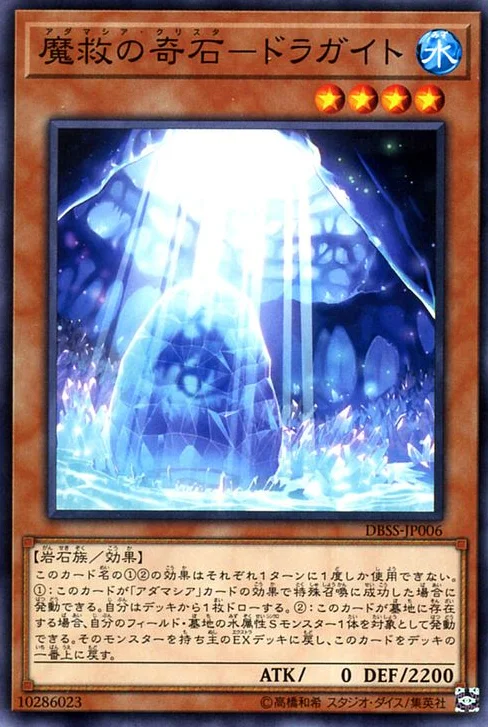 アダマシア・クリスタ
魔救の奇石－ドラガイト
水
DBSS-JP006
【岩石族／効果】
このカード名の①②の効果はそれぞれ１ターンに１度しか使用できない。
①：このカードが「アダマシア」カードの効果で特殊召喚に成功した場合に
発動できる。自分はデッキから１枚ドローする。②：このカードが墓地に存在
する場合、自分のフィールド・墓地の水属性Ｓモンスター１体を対象として発動
できる。そのモンスターを持ち主のEXデッキに戻し、このカードをデッキの
一番上に戻す。
ATK/ 0 DEF/2200
10286023
©高橋和希 スタジオ・ダイス/集英社